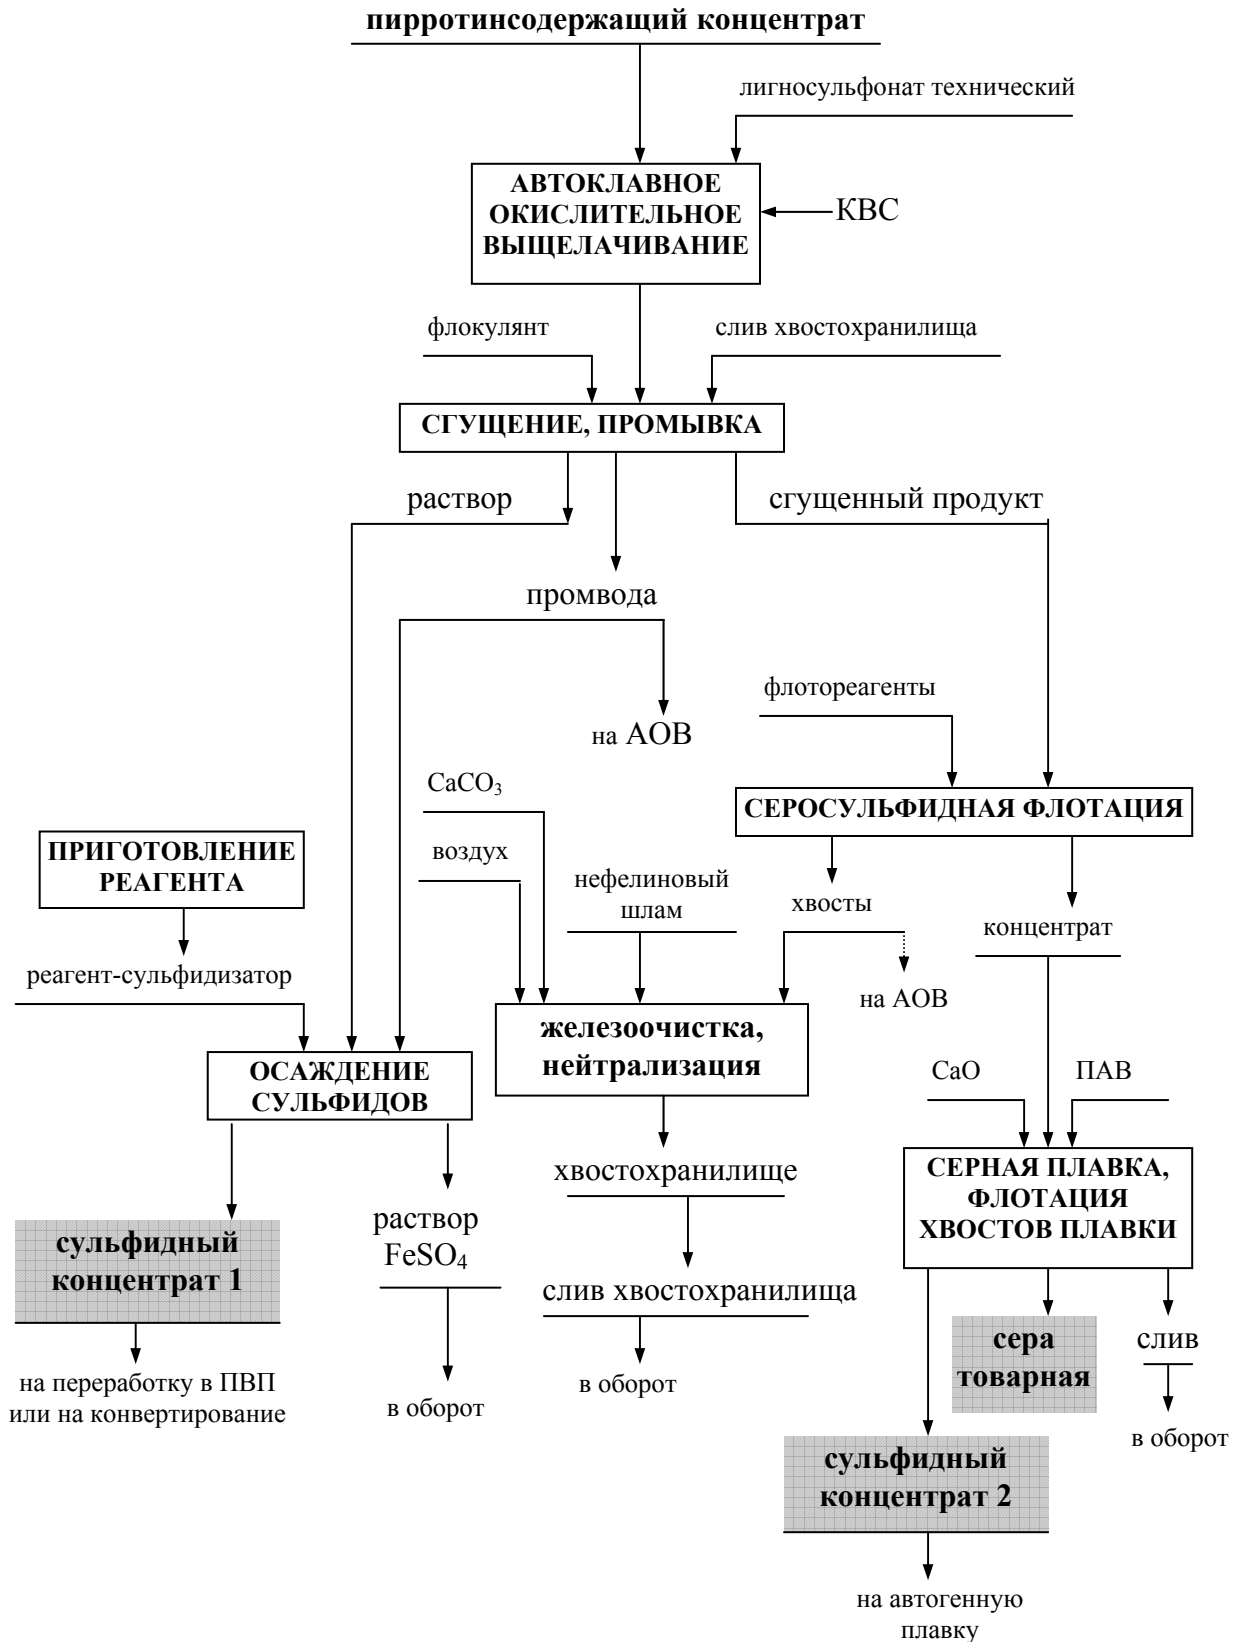 пирротинсодержащий концентрат
лигносульфонат технический
АВТОКЛАВНОЕ
ОКИСЛИТЕЛЬНОЕ
ВЫЩЕЛАЧИВАНИЕ
КВС
флокулянт
слив хвостохранилища
СГУЩЕНИЕ, ПРОМЫВКА
раствор
сгущенный продукт
промвода
флотореагенты
на АОВ
CaCO₃
СЕРОСУЛЬФИДНАЯ ФЛОТАЦИЯ
ПРИГОТОВЛЕНИЕ
РЕАГЕНТА
воздух
нефелиновый
шлам
хвосты
концентрат
реагент-сульфидизатор
на АОВ
железоочистка,
нейтрализация
ОСАЖДЕНИЕ
СУЛЬФИДОВ
CaO
ПАВ
хвостохранилище
СЕРНАЯ ПЛАВКА,
ФЛОТАЦИЯ
ХВОСТОВ ПЛАВКИ
сульфидный
концентрат 1
раствор
FeSO₄
слив хвостохранилища
сера
товарная
слив
на переработку в ПВП
или на конвертирование
в оборот
в оборот
в оборот
сульфидный
концентрат 2
на автогенную
плавку